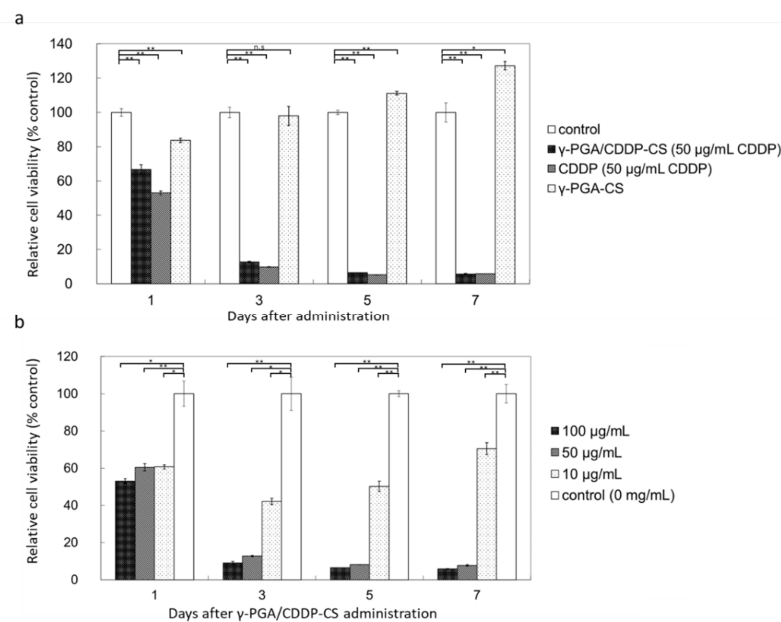 a
140
120
100
80
60
40
20
0
Relative cell viability (% control)
** ** **
n.s ** **
** ** **
* ** **
1 3 5 7
Days after administration
control
γ-PGA/CDDP-CS (50 μg/mL CDDP)
CDDP (50 μg/mL CDDP)
γ-PGA-CS
b
120
100
80
60
40
20
0
Relative cell viability (% control)
* ** *
** * *
** ** **
** ** **
1 3 5 7
Days after γ-PGA/CDDP-CS administration
100 μg/mL
50 μg/mL
10 μg/mL
control (0 mg/mL)